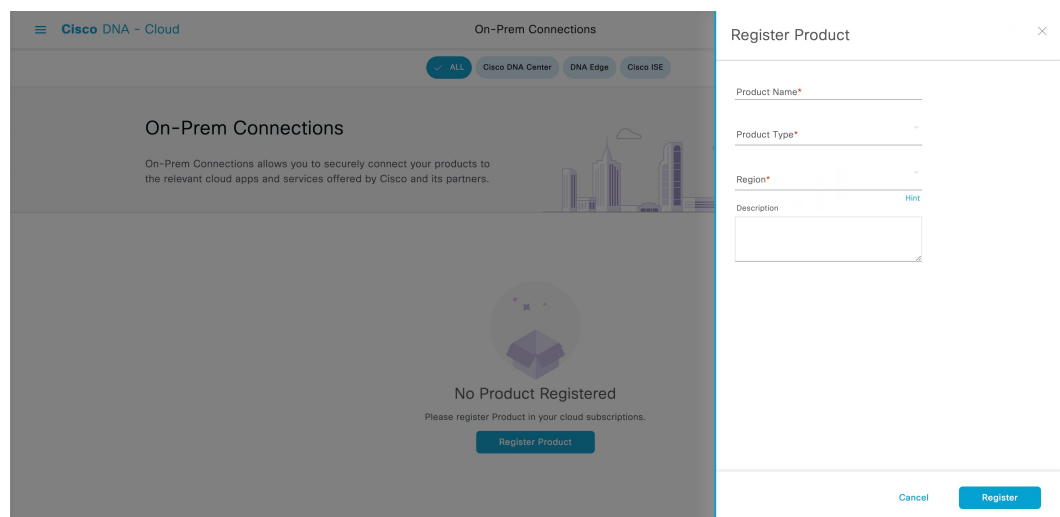 Cisco DNA - Cloud
On-Prem Connections
ALL
Cisco DNA Center
DNA Edge
Cisco ISE
On-Prem Connections
On-Prem Connections allows you to securely connect your products to
the relevant cloud apps and services offered by Cisco and its partners.
No Product Registered
Please register Product in your cloud subscriptions.
Register Product
Register Product
Product Name*
Product Type*
Region*
Hint
Description
Cancel
Register